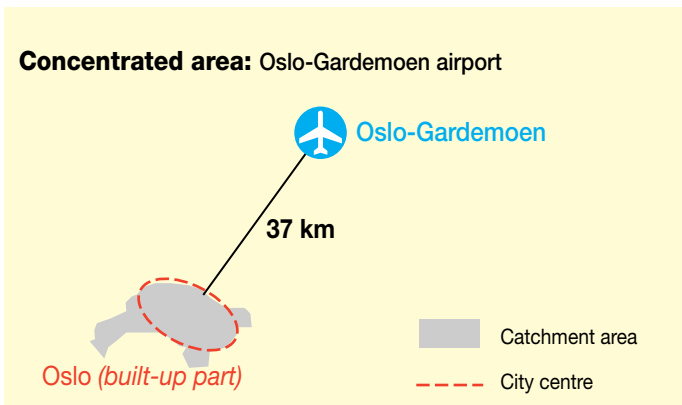 Concentrated area: Oslo-Gardemoen airport
Oslo-Gardemoen
37 km
Catchment area
Oslo (built-up part)
City centre